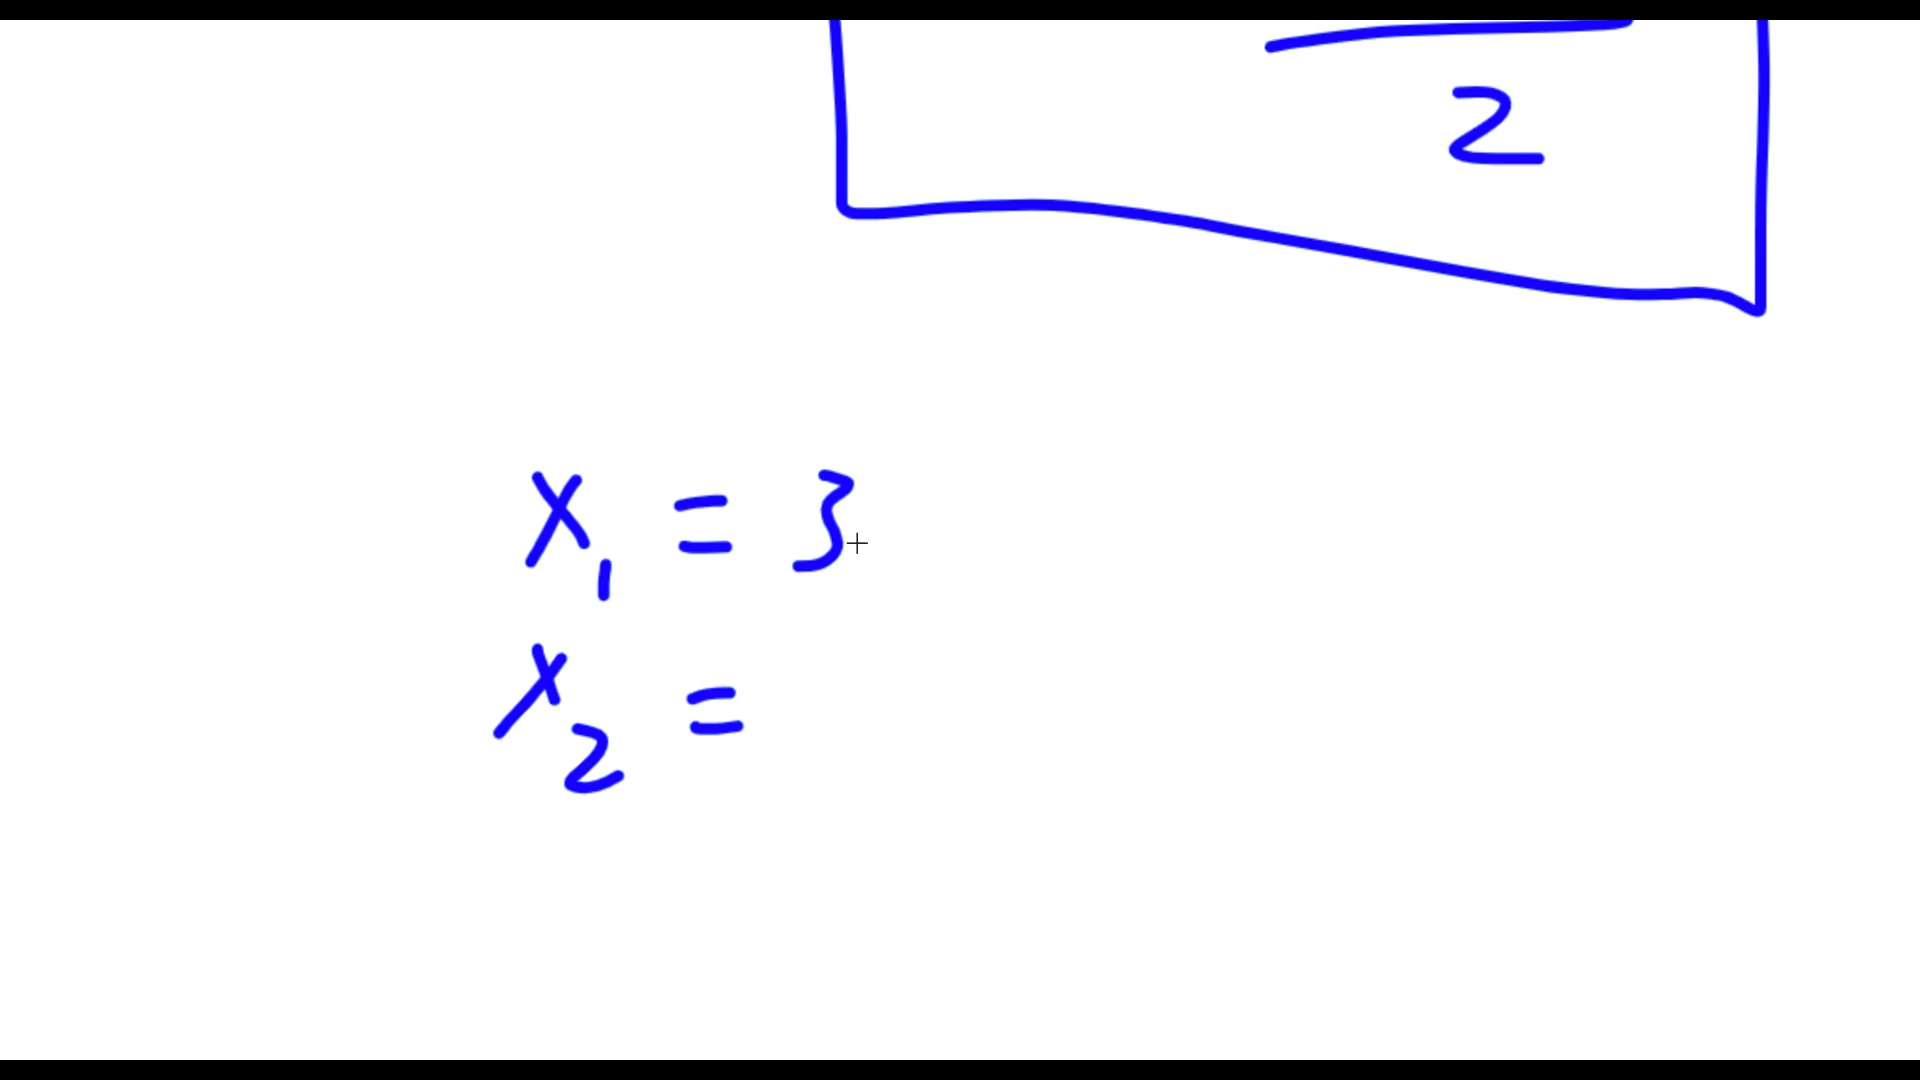 2
X₁ = 3
X₂ =